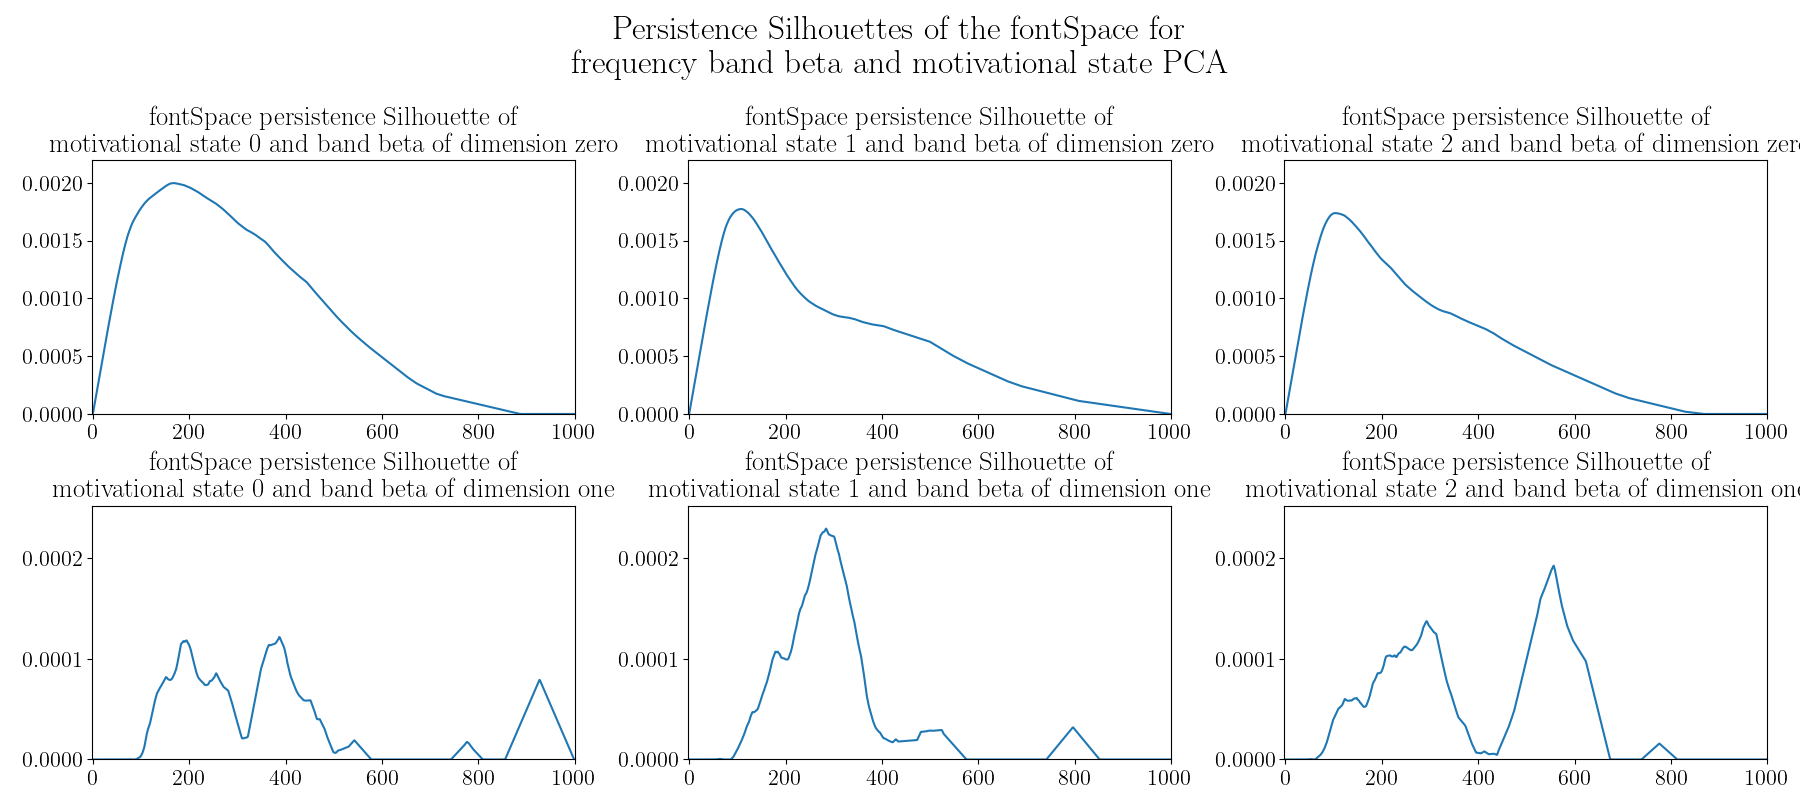 Persistence Silhouettes of the fontSpace for
frequency band beta and motivational state PCA
fontSpace persistence Silhouette of
motivational state 0 and band beta of dimension zero
0.0020
0.0015
0.0010
0.0005
0.0000
0 200 400 600 800 1000
fontSpace persistence Silhouette of
motivational state 1 and band beta of dimension zero
0.0020
0.0015
0.0010
0.0005
0.0000
0 200 400 600 800 1000
fontSpace persistence Silhouette of
motivational state 2 and band beta of dimension zero
0.0020
0.0015
0.0010
0.0005
0.0000
0 200 400 600 800 1000
fontSpace persistence Silhouette of
motivational state 0 and band beta of dimension one
0.0002
0.0001
0.0000
0 200 400 600 800 1000
fontSpace persistence Silhouette of
motivational state 1 and band beta of dimension one
0.0002
0.0001
0.0000
0 200 400 600 800 1000
fontSpace persistence Silhouette of
motivational state 2 and band beta of dimension one
0.0002
0.0001
0.0000
0 200 400 600 800 1000